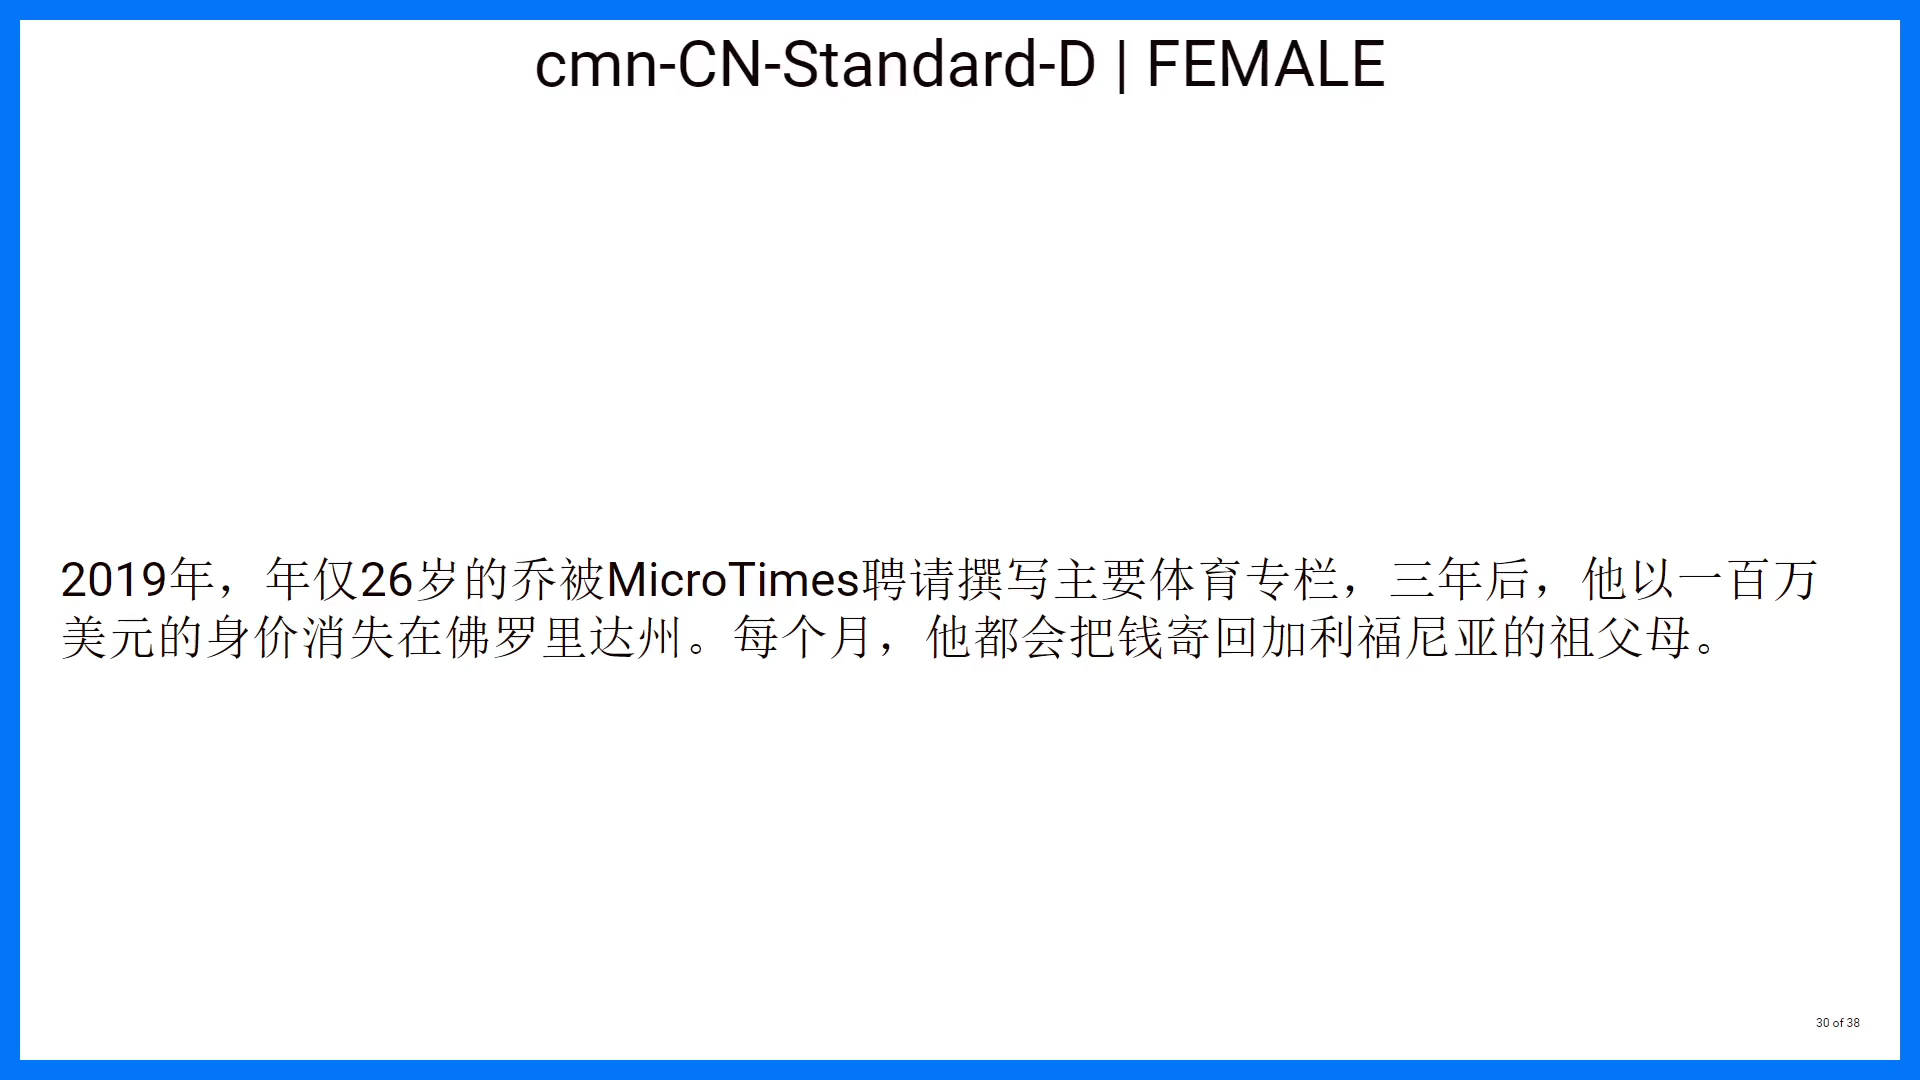 cmn-CN-Standard-D | FEMALE
2019年，年仅26岁的乔被MicroTimes聘请撰写主要体育专栏，三年后，他以一百万
美元的身价消失在佛罗里达州。每个月，他都会把钱寄回加利福尼亚的祖父母。
30 of 38